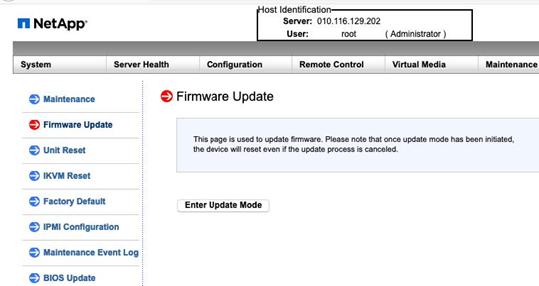 Host Identification
NetApp
Server: 010.116.129.202
User: root ( Administrator )
System Server Health Configuration Remote Control Virtual Media Maintenance
Maintenance
Firmware Update
Firmware Update
Unit Reset
IKVM Reset
Factory Default
IPMI Configuration
Maintenance Event Log
BIOS Update
This page is used to update firmware. Please note that once update mode has been initiated,
the device will reset even if the update process is canceled.
Enter Update Mode